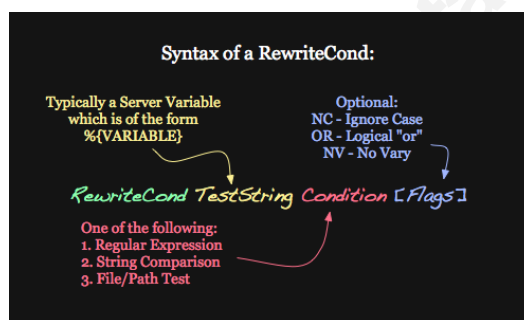 Syntax of a RewriteCond:
Typically a Server Variable
which is of the form
%{VARIABLE}
Optional:
NC - Ignore Case
OR - Logical "or"
NV - No Vary
RewriteCond TestString Condition [Flags]
One of the following:
1. Regular Expression
2. String Comparison
3. File/Path Test